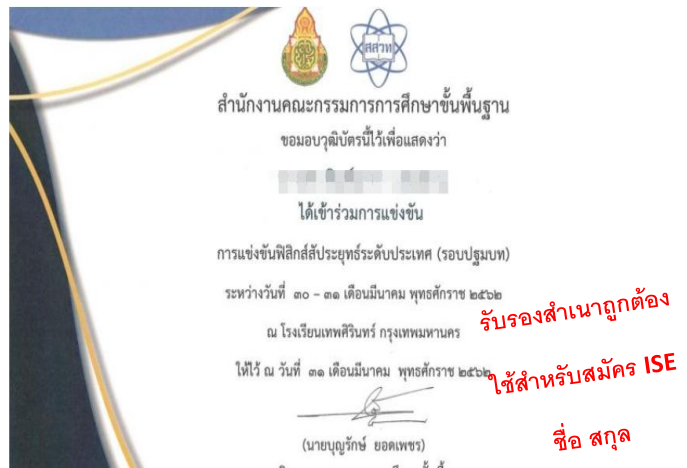 สสวท
สำนักงานคณะกรรมการการศึกษาขั้นพื้นฐาน
ขอมอบวุฒิบัตรนี้ไว้เพื่อแสดงว่า
ได้เข้าร่วมการแข่งขัน
การแข่งขันฟิสิกส์สัประยุทธ์ระดับประเทศ (รอบปฐมบท)
ระหว่างวันที่ ๓๐ – ๓๑ เดือนมีนาคม พุทธศักราช ๒๕๖๒
ณ โรงเรียนเทพศิรินทร์ กรุงเทพมหานคร
ให้ไว้ ณ วันที่ ๓๑ เดือนมีนาคม พุทธศักราช ๒๕๖๒
(นายบุญรักษ์ ยอดเพชร)
รับรองสำเนาถูกต้อง
ใช้สำหรับสมัคร ISE
ชื่อ สกุล